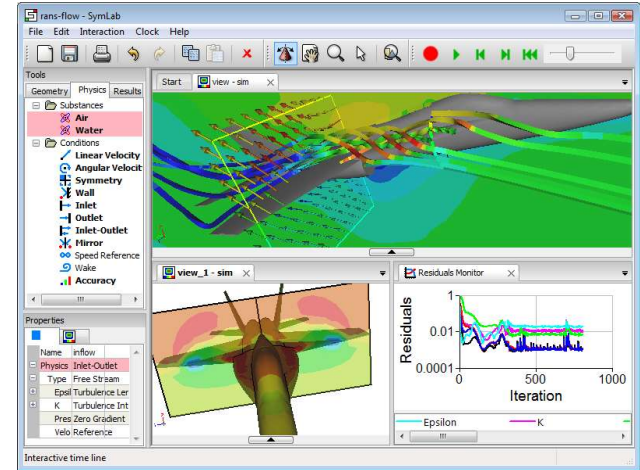 rans-flow - SymLab
File Edit Interaction Clock Help
Tools
Geometry Physics Results
Substances
Air
Water
Conditions
Linear Velocity
Angular Velocit
Symmetry
Wall
Inlet
Outlet
Inlet-Outlet
Mirror
Speed Reference
Wake
Accuracy
Properties
Name inflow
Physics Inlet-Outlet
Type Free Stream
Epsil Turbulence Ler
K Turbulence Int
Pres Zero Gradient
Velo Reference
Start view - sim
view_1 - sim
Residuals Monitor
Residuals
1
0.01
0.0001
0 500 1000
Iteration
Epsilon K
Interactive time line